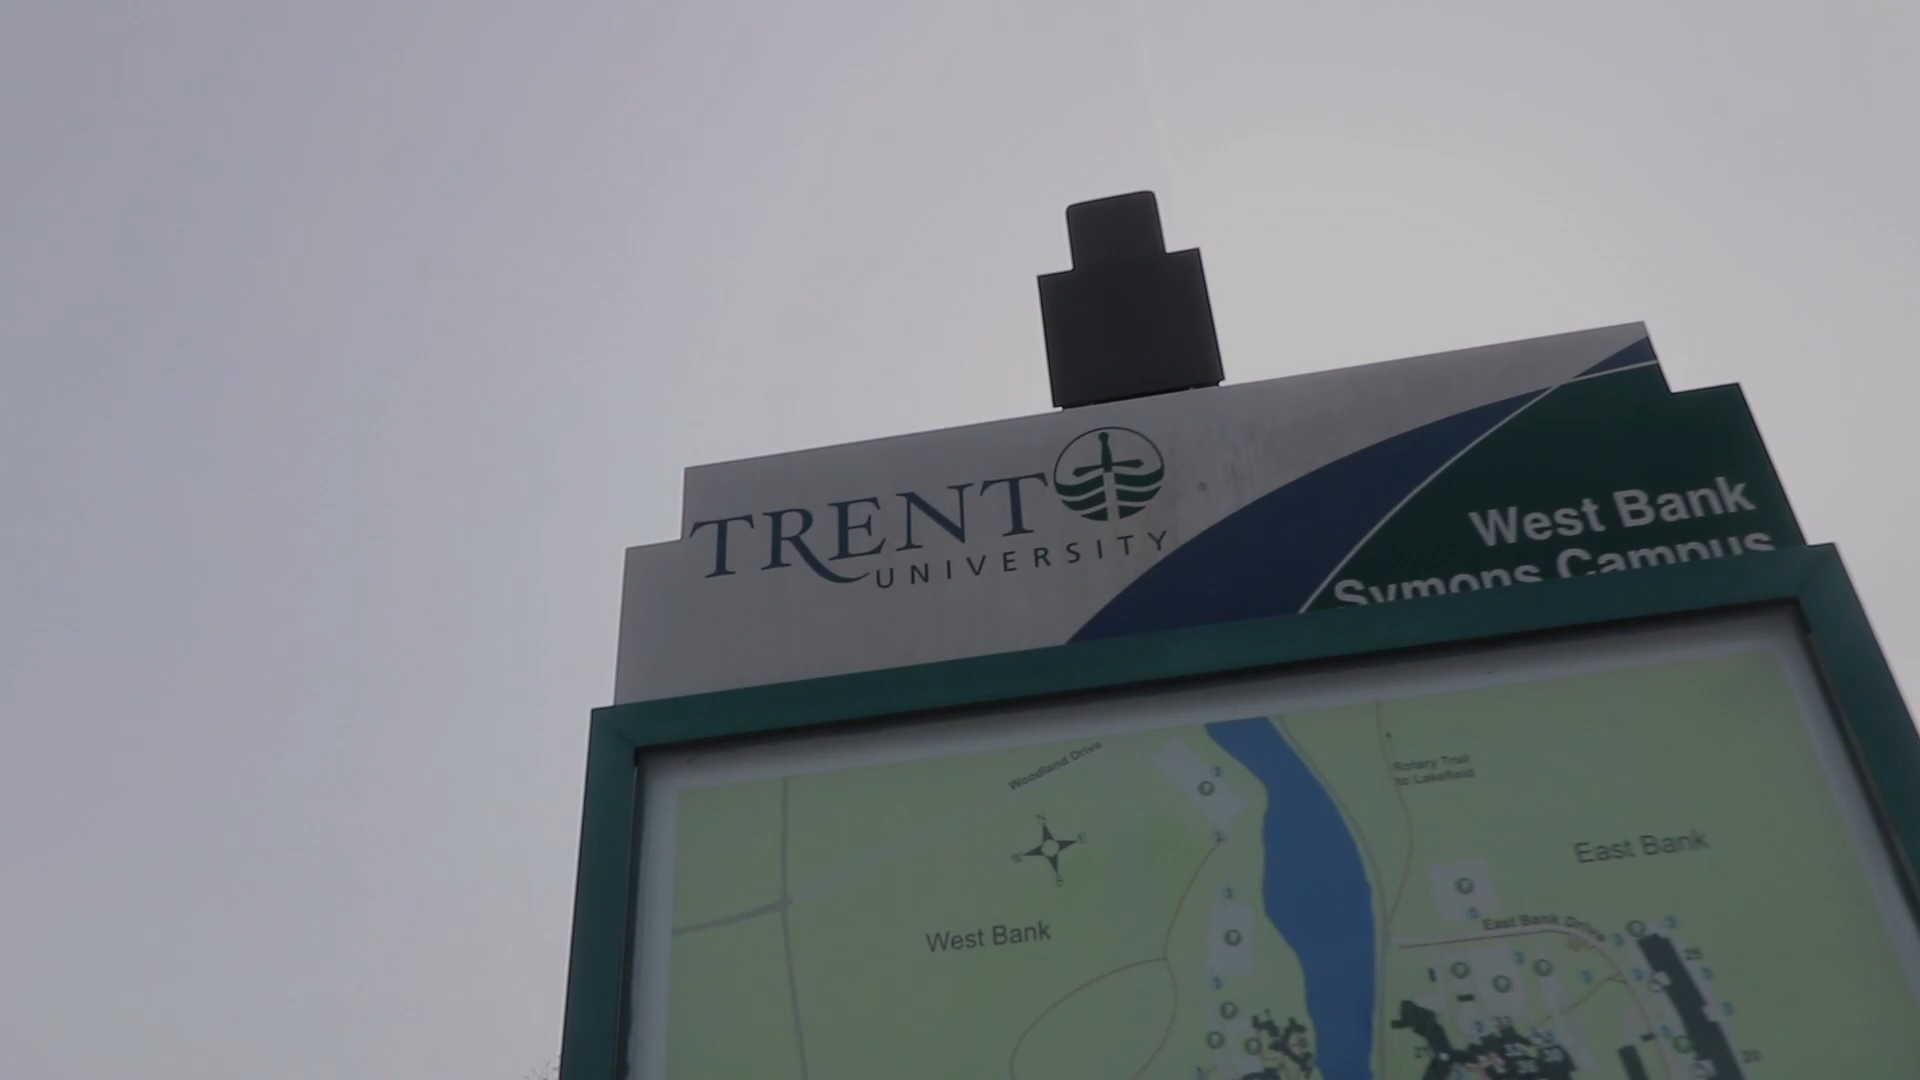 TRENT
UNIVERSITY
West Bank
Symons Campus
Woodland Drive
Rotary Trail
to Lakefield
N
E
S
East Bank
West Bank
East Bank Drive
25